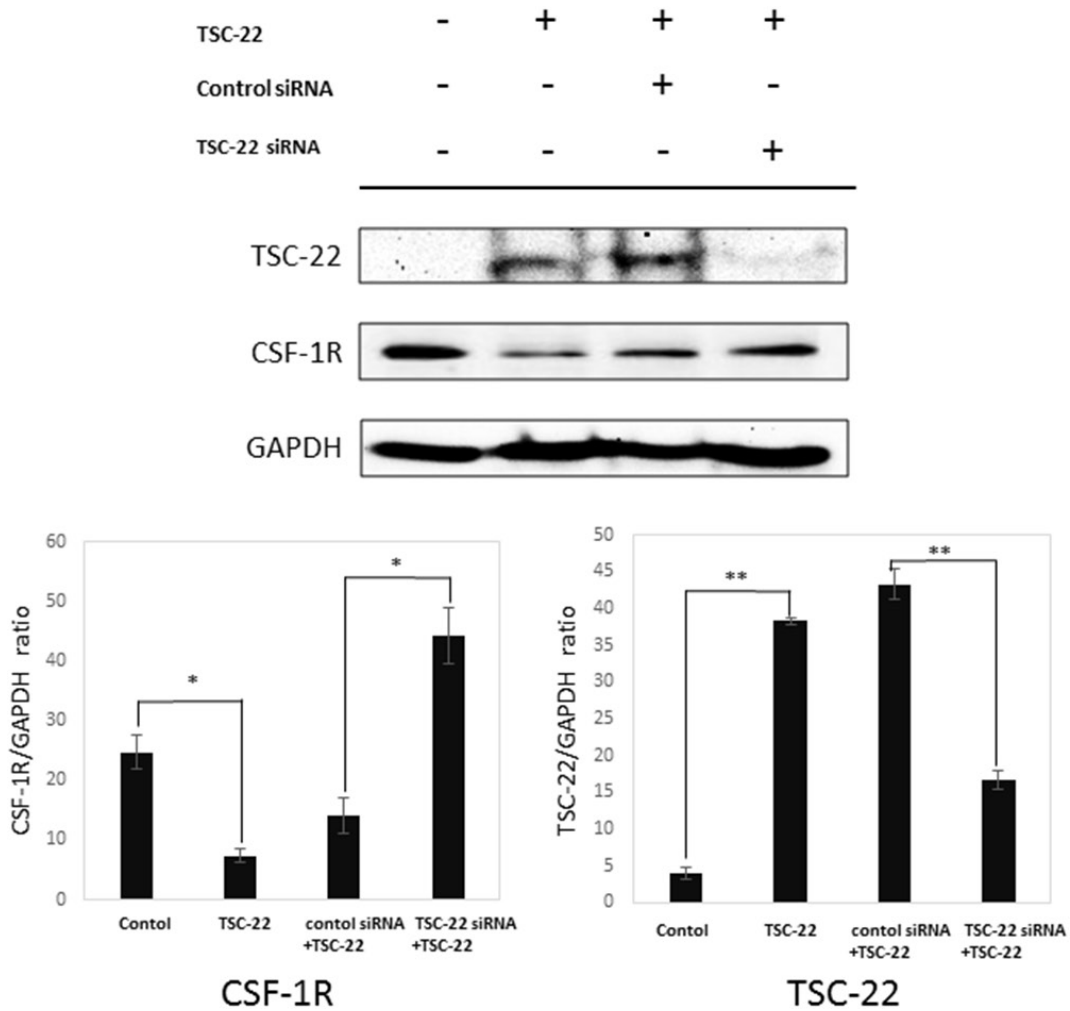 TSC-22 - + + +
Control siRNA - - + -
TSC-22 siRNA - - - +
TSC-22
CSF-1R
GAPDH
60
50
40
30
20
10
0
CSF-1R/GAPDH ratio
*
*
Contol TSC-22 contol siRNA TSC-22 siRNA
+TSC-22 +TSC-22
CSF-1R
50
45
40
35
30
25
20
15
10
5
0
TSC-22/GAPDH ratio
**
**
Contol TSC-22 contol siRNA TSC-22 siRNA
+TSC-22 +TSC-22
TSC-22